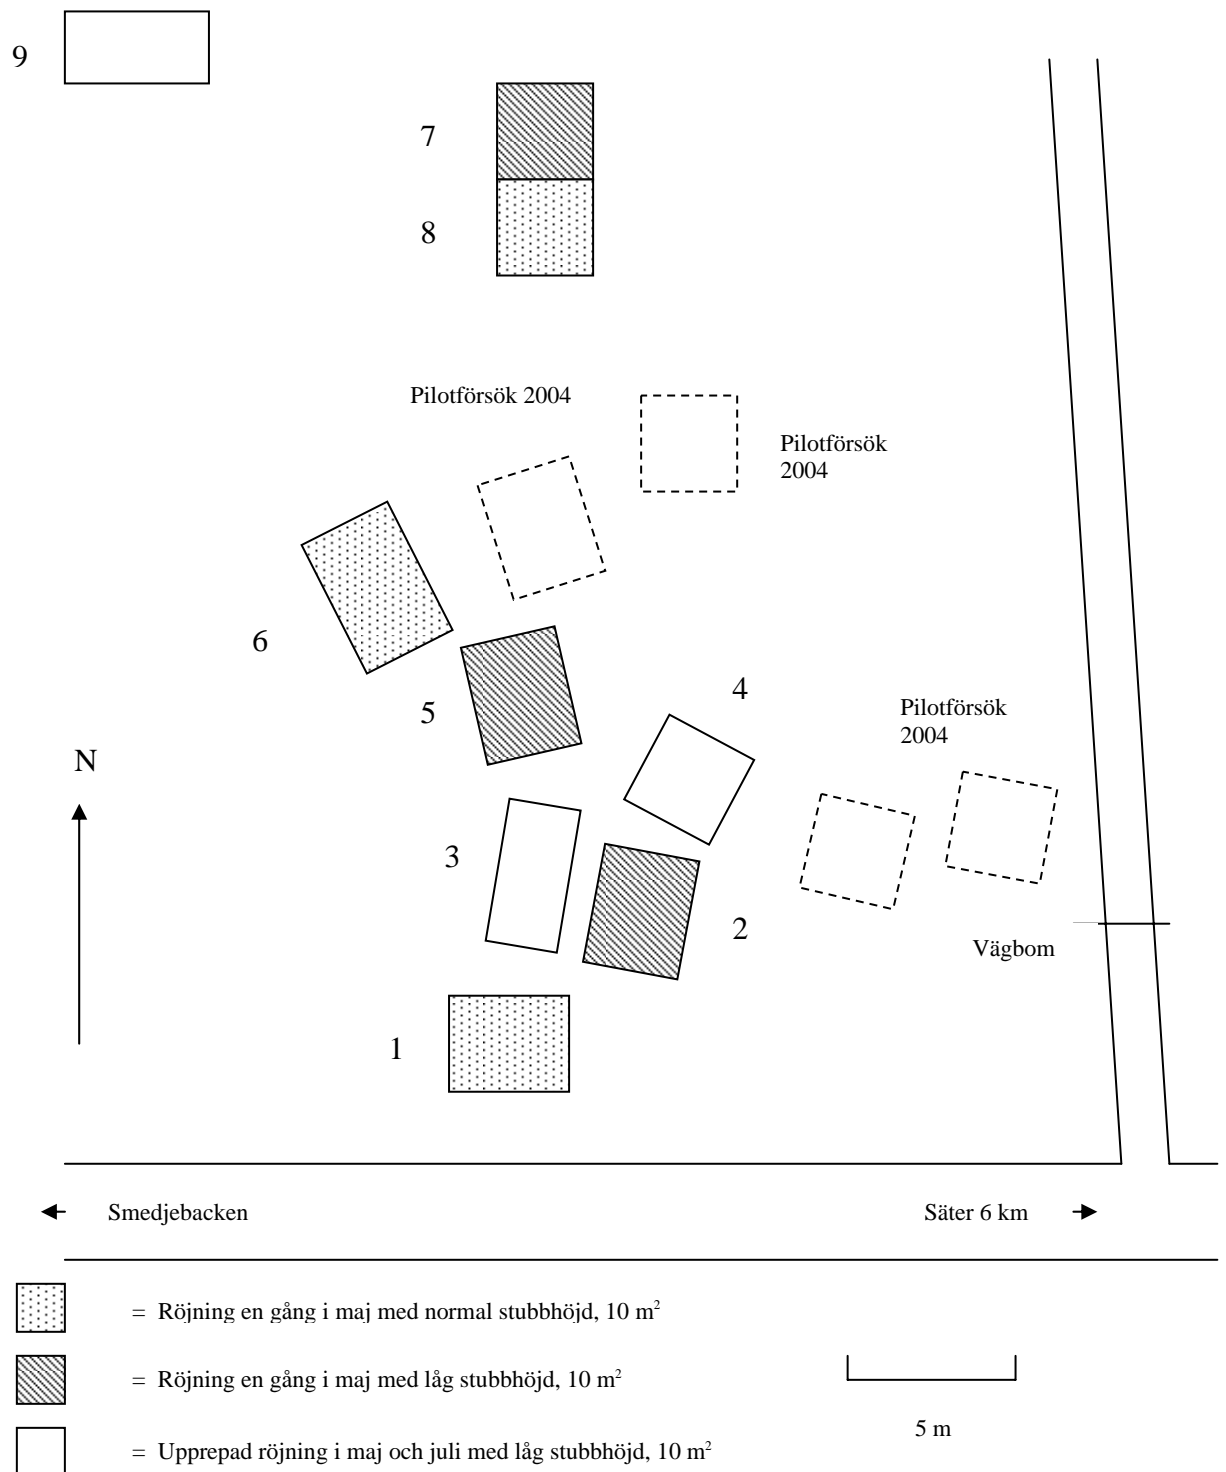 9
7
8
Pilotförsök 2004
Pilotförsök
2004
6
5
4
Pilotförsök
2004
N
3
2
Vägbom
1
Smedjebacken
Säter 6 km
= Röjning en gång i maj med normal stubbhöjd, 10 m²
= Röjning en gång i maj med låg stubbhöjd, 10 m²
5 m
= Upprepad röjning i maj och juli med låg stubbhöjd, 10 m²